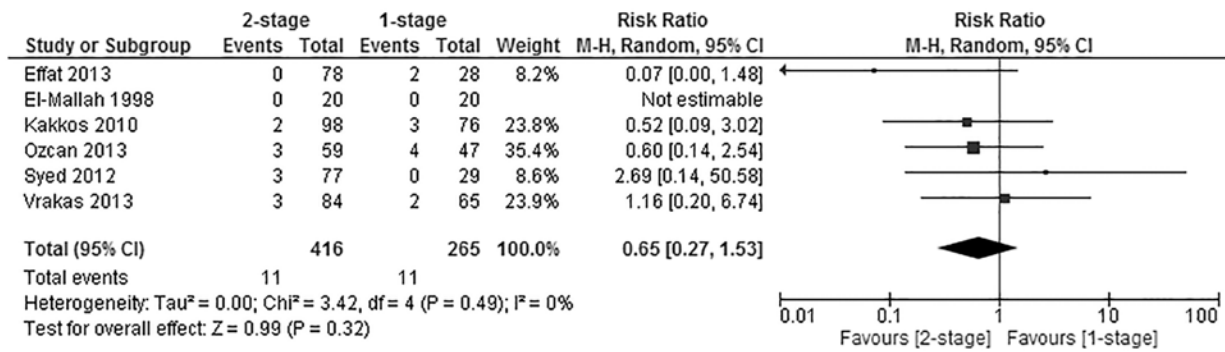 2-stage 1-stage Risk Ratio Risk Ratio
Study or Subgroup Events Total Events Total Weight M-H, Random, 95% CI M-H, Random, 95% CI
Effat 2013 0 78 2 28 8.2% 0.07 [0.00, 1.48]
El-Mallah 1998 0 20 0 20 Not estimable
Kakkos 2010 2 98 3 76 23.8% 0.52 [0.09, 3.02]
Ozcan 2013 3 59 4 47 35.4% 0.60 [0.14, 2.54]
Syed 2012 3 77 0 29 8.6% 2.69 [0.14, 50.58]
Vrakas 2013 3 84 2 65 23.9% 1.16 [0.20, 6.74]
Total (95% CI) 416 265 100.0% 0.65 [0.27, 1.53]
Total events 11 11
Heterogeneity: Tau² = 0.00; Chi² = 3.42, df = 4 (P = 0.49); I² = 0%
Test for overall effect: Z = 0.99 (P = 0.32)
0.01 0.1 1 10 100
Favours [2-stage] Favours [1-stage]